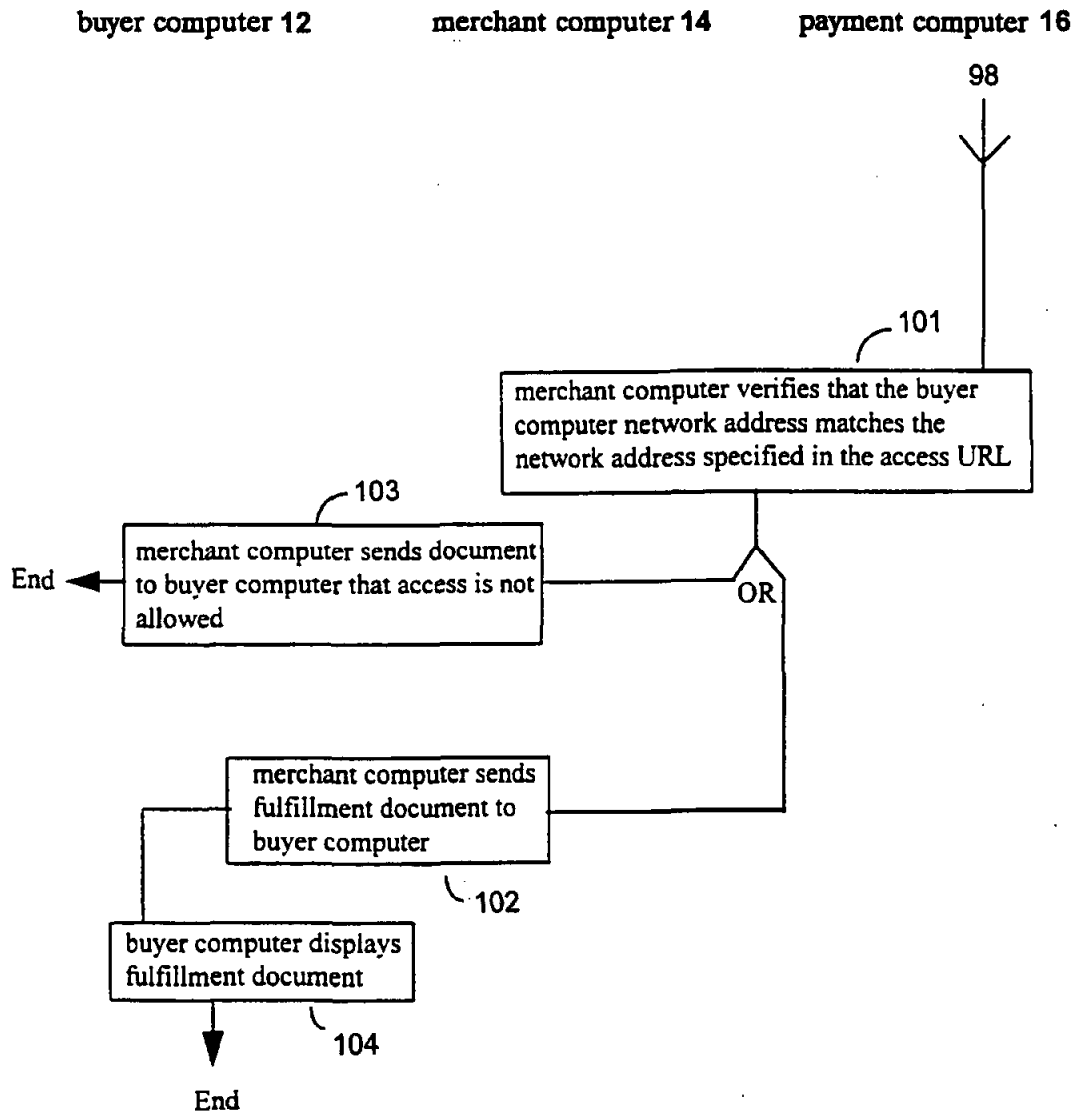 buyer computer 12 merchant computer 14 payment computer 16
98
101
merchant computer verifies that the buyer
computer network address matches the
network address specified in the access URL
103
merchant computer sends document
to buyer computer that access is not
allowed
End
OR
merchant computer sends
fulfillment document to
buyer computer
102
buyer computer displays
fulfillment document
104
End